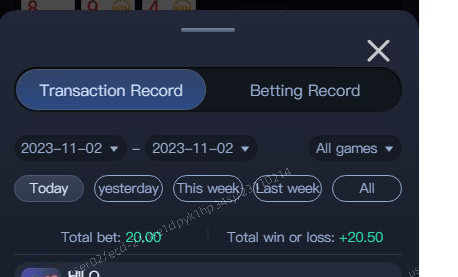 8 9 4
Transaction Record Betting Record
2023-11-02 - 2023-11-02 All games
Today yesterday This week Last week All
Total bet: 20.00 Total win or loss: +20.50
HILO